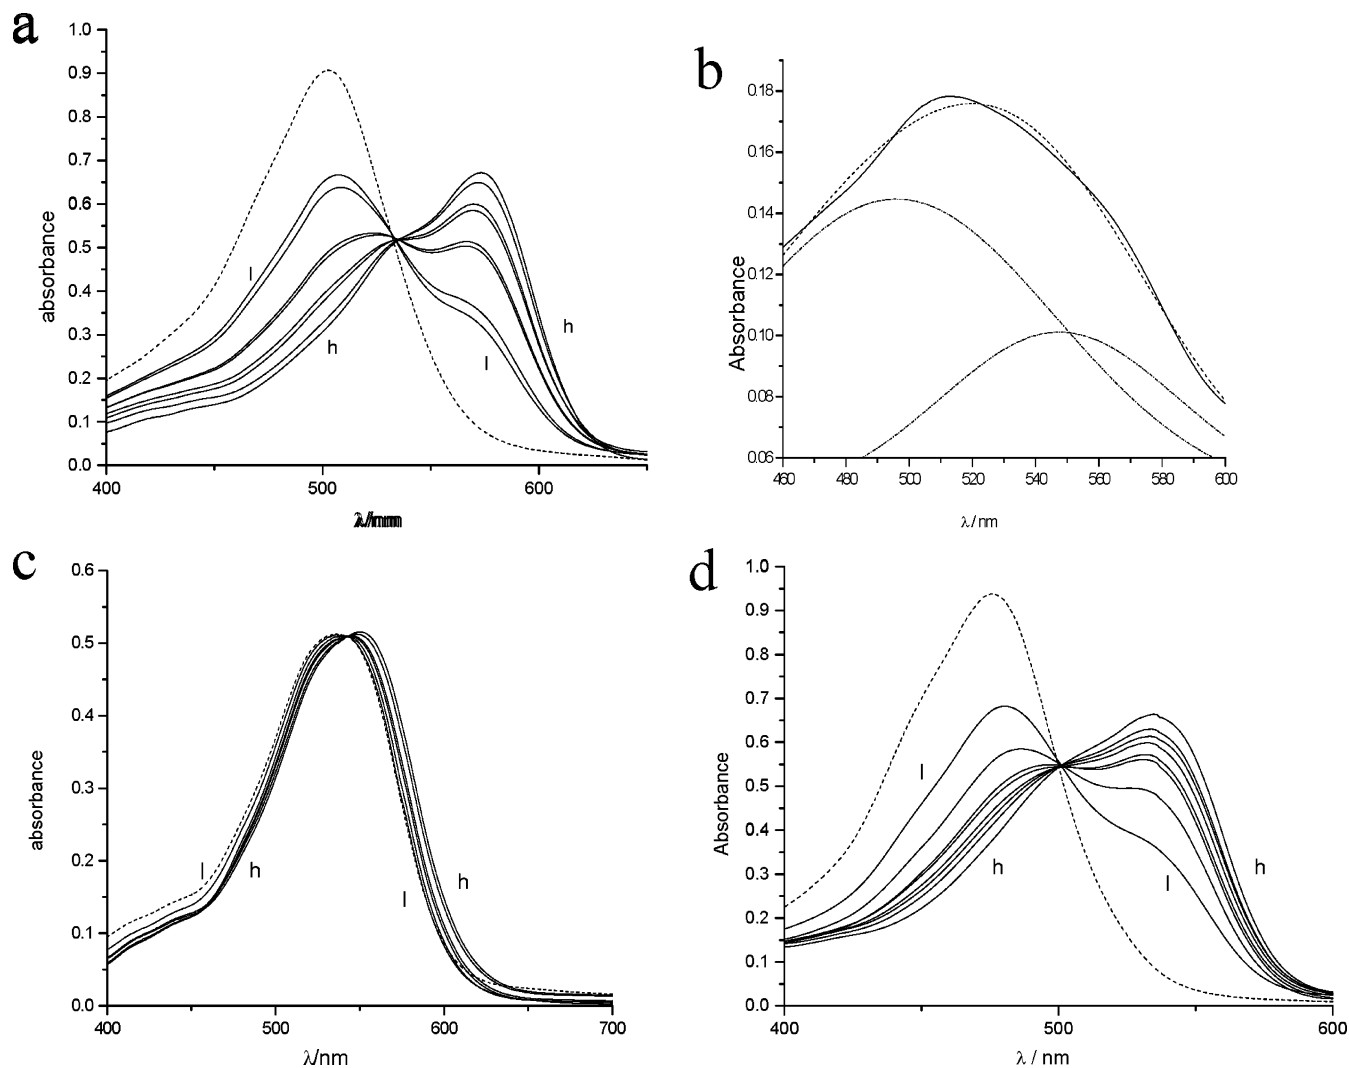 a
1.0
0.9
0.8
0.7
0.6
0.5
0.4
0.3
0.2
0.1
0.0
absorbance
l
h
h
l
400
500
600
λ/nm
b
0.18
0.16
0.14
0.12
0.10
0.08
0.06
Absorbance
460
480
500
520
540
560
580
600
λ/ nm
c
0.6
0.5
0.4
0.3
0.2
0.1
0.0
absorbance
l
h
h
l
400
500
600
700
λ/nm
d
1.0
0.9
0.8
0.7
0.6
0.5
0.4
0.3
0.2
0.1
0.0
Absorbance
l
h
h
l
400
500
600
λ / nm